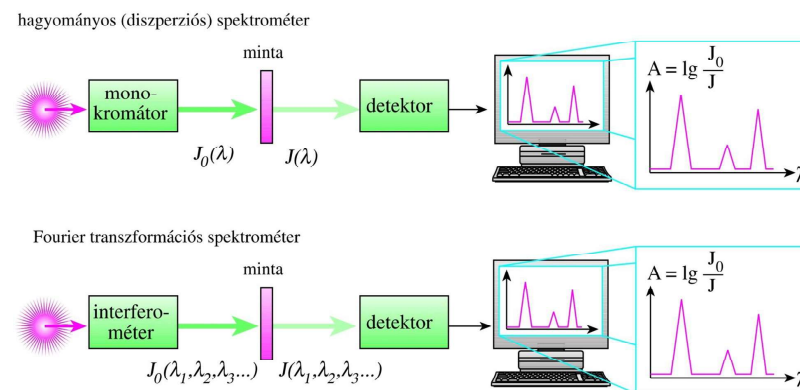 hagyományos (diszperziós) spektrométer
minta
mono-
kromátor
detektor
J₀(λ)
J(λ)
A = lg J₀/J
λ
Fourier transzformációs spektrométer
minta
interfero-
méter
detektor
J₀(λ₁,λ₂,λ₃...)
J(λ₁,λ₂,λ₃...)
A = lg J₀/J
λ